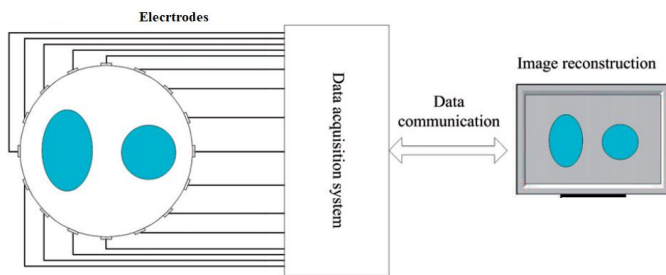 Elecrtrodes
Data acquisition system
Data
communication
Image reconstruction